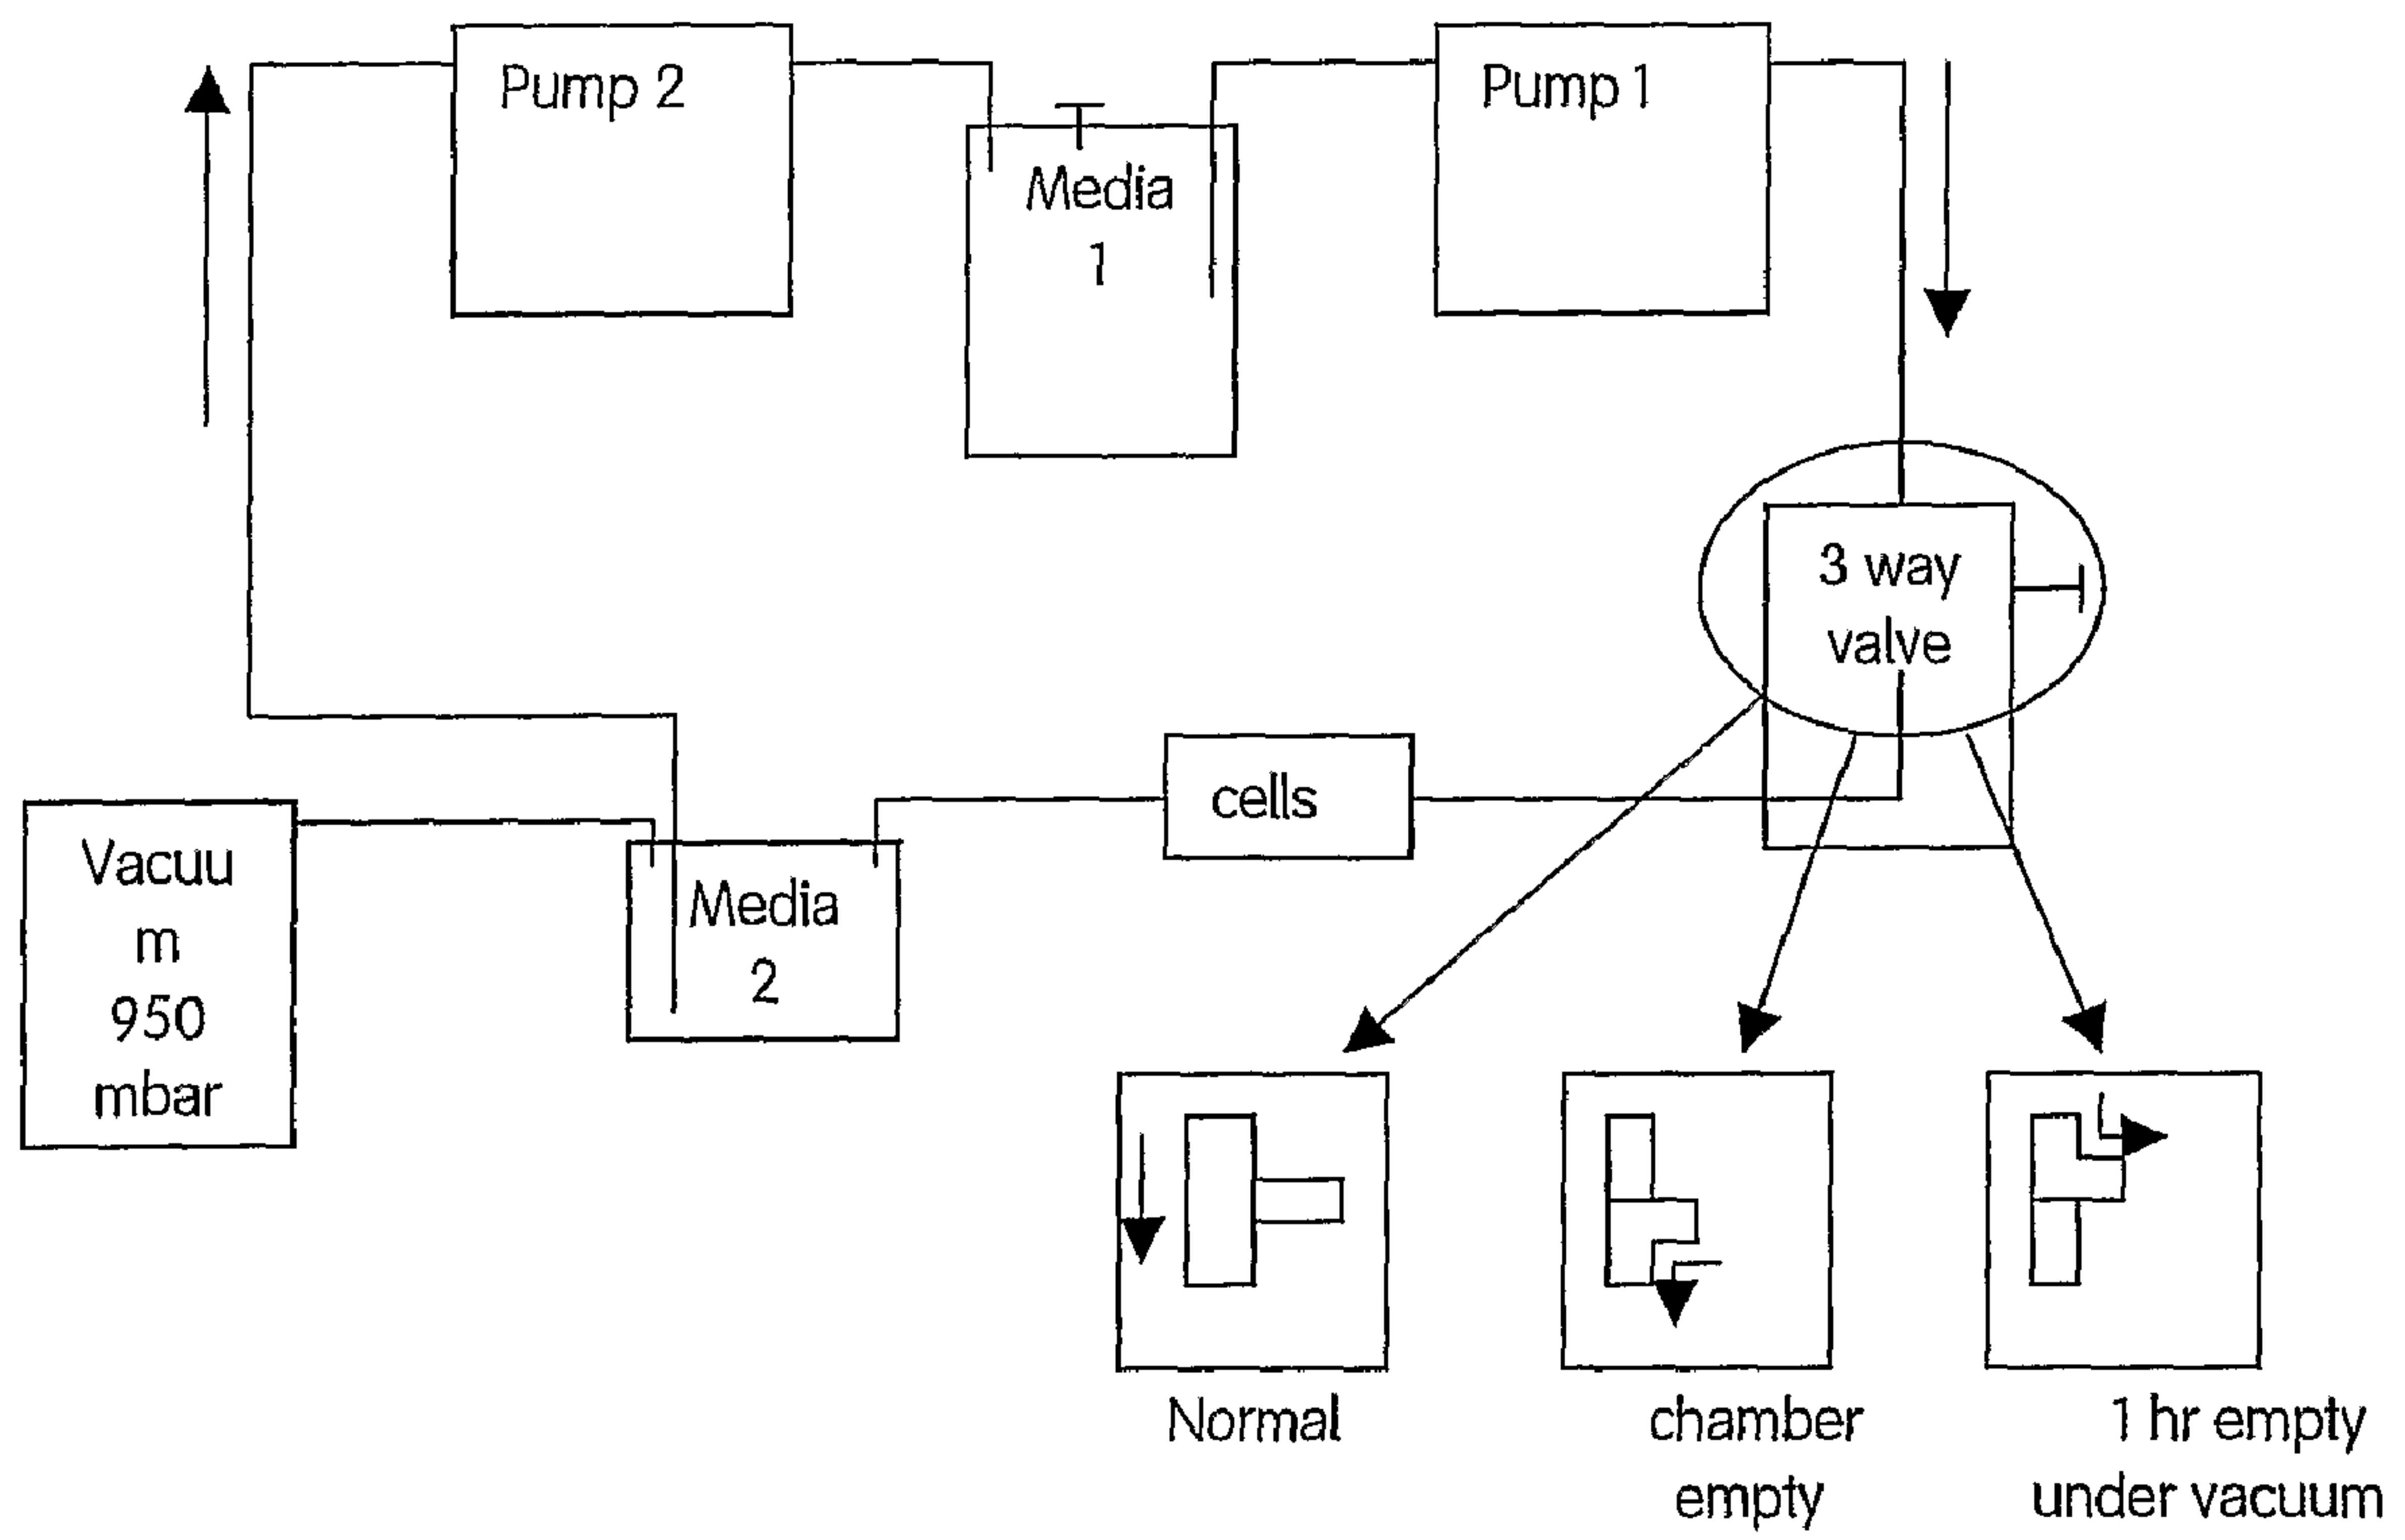 Pump 2
Pump 1
Media
1
3 way
valve
cells
Vacuu
m
950
mbar
Media
2
Normal
chamber
empty
1 hr empty
under vacuum